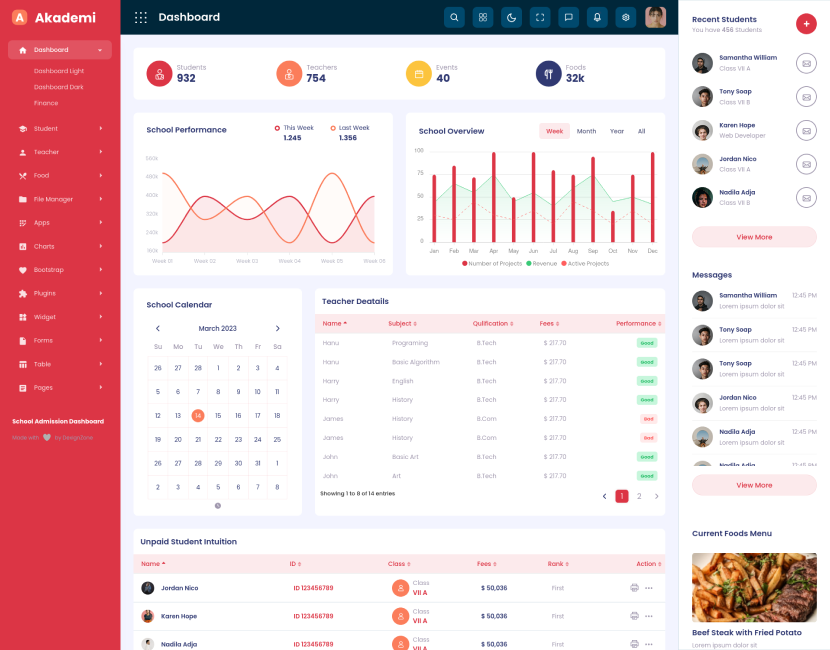 Akademi
Dashboard
Dashboard Light
Dashboard Dark
Finance
Student
Teacher
Food
File Manager
Apps
Charts
Bootstrap
Plugins
Widget
Forms
Table
Pages
School Admission Dashboard
Made with by DesignZone
Dashboard
Students
932
Teachers
754
Events
40
Foods
32k
School Performance
This Week
1.245
Last Week
1.356
320k
240k
Week 01 Week 02 Week 03 Week 04 Week 05 Week 06
School Overview
Week Month Year All
100
75
50
25
0
Jan Feb Mar Apr May Jun Jul Aug Sep Oct Nov Dec
Number of Projects Revenue Active Projects
School Calendar
March 2023
Su Mo Tu We Th Fr Sa
26 27 28 1 2 3 4
5 6 7 8 9 10 11
12 13 14 15 16 17 18
19 20 21 22 23 24 25
26 27 28 29 30 31 1
2 3 4 5 6 7 8
Teacher Deatails
Name Subject Qulification Fees Performance
Hanu Programing B.Tech $ 217.70 Good
Hanu Basic Algorithm B.Tech $ 217.70 Good
Harry English B.Tech $ 217.70 Good
Harry History B.Tech $ 217.70 Good
James History B.Com $ 217.70 Bad
James History B.Com $ 217.70 Bad
John Basic Art B.Tech $ 217.70 Good
John Art B.Tech $ 217.70 Good
Showing 1 to 8 of 14 entries
1 2
Unpaid Student Intuition
Name ID Class Fees Rank Action
Jordan Nico ID 123456789 Class VII A $ 50,036 First
Karen Hope ID 123456789 Class VII A $ 50,036 First
Nadila Adja ID 123456789 Class VII A $ 50,036 First
Recent Students
You have 456 Students
Samantha William
Class VII A
Tony Soap
Class VII B
Karen Hope
Web Developer
Jordan Nico
Class VII A
Nadila Adja
Class VII B
View More
Messages
Samantha William 12:45 PM
Lorem ipsum dolor sit
Tony Soap 12:45 PM
Lorem ipsum dolor sit
Tony Soap 12:45 PM
Lorem ipsum dolor sit
Jordan Nico 12:45 PM
Lorem ipsum dolor sit
Nadila Adja 12:45 PM
Lorem ipsum dolor sit
Nadila Adja 12:45 PM
View More
Current Foods Menu
Beef Steak with Fried Potato
Lorem ipsum dolor sit